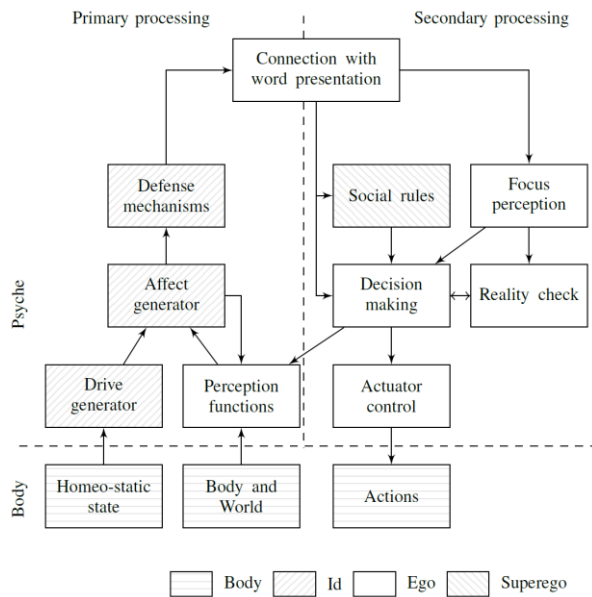 Primary processing
Secondary processing
Connection with
word presentation
Defense
mechanisms
Social rules
Focus
perception
Affect
generator
Decision
making
Reality check
Psyche
Drive
generator
Perception
functions
Actuator
control
Body
Homeo-static
state
Body and
World
Actions
Body
Id
Ego
Superego